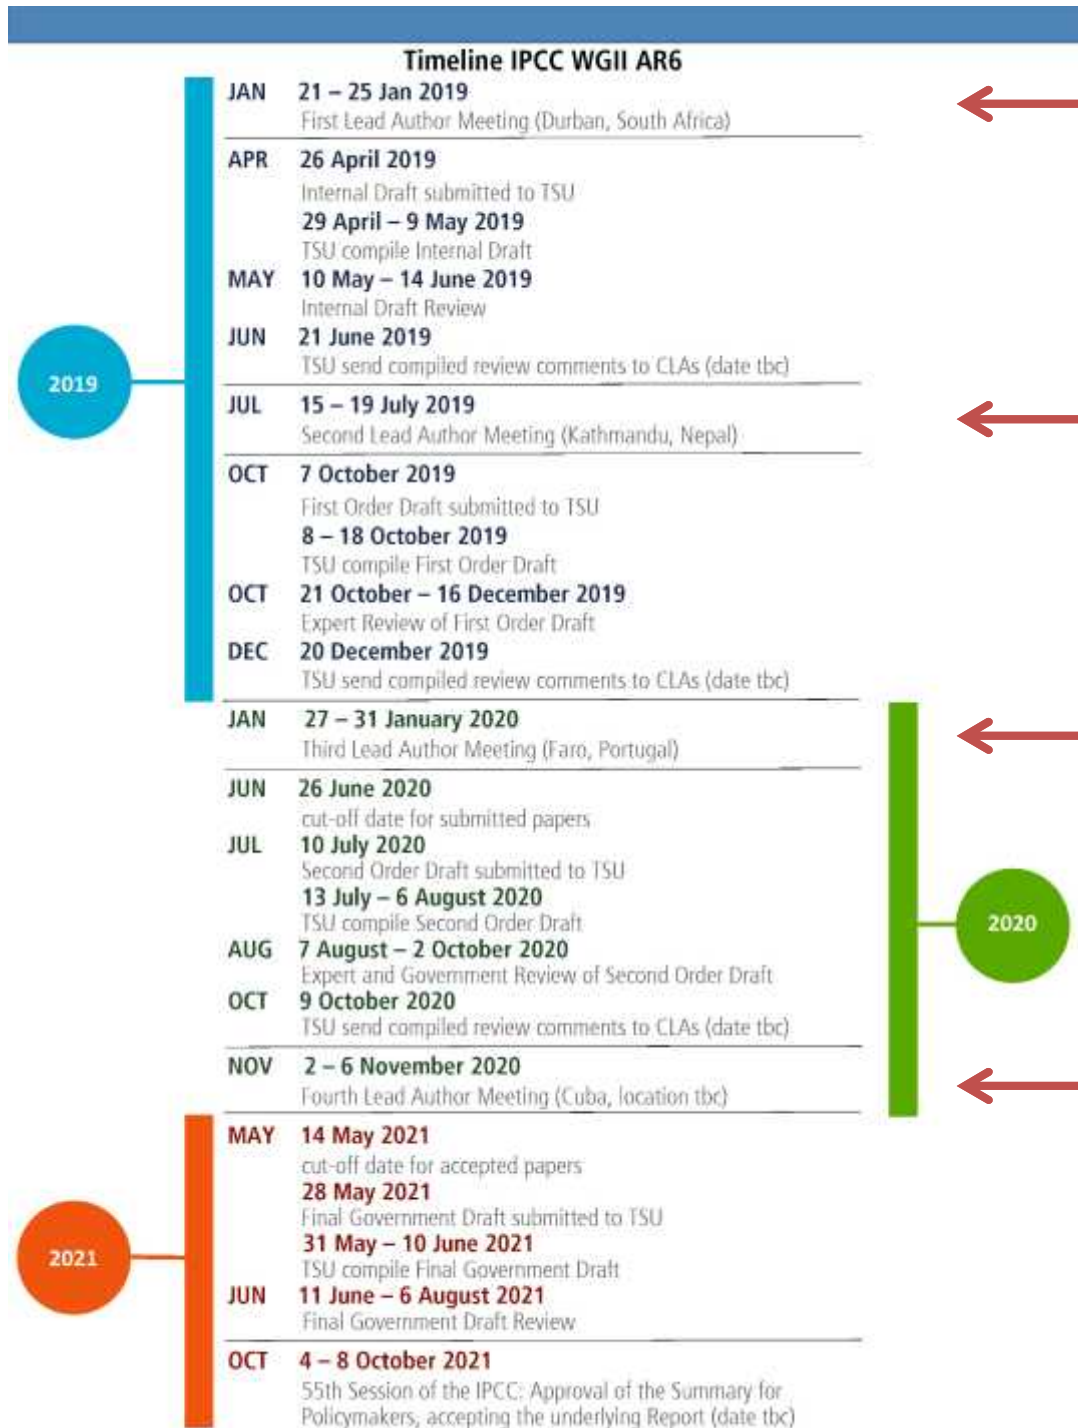 Timeline IPCC WGII AR6
JAN 21 – 25 Jan 2019
First Lead Author Meeting (Durban, South Africa)
APR 26 April 2019
Internal Draft submitted to TSU
29 April – 9 May 2019
TSU compile Internal Draft
MAY 10 May – 14 June 2019
Internal Draft Review
JUN 21 June 2019
TSU send compiled review comments to CLAs (date tbc)
2019
JUL 15 – 19 July 2019
Second Lead Author Meeting (Kathmandu, Nepal)
OCT 7 October 2019
First Order Draft submitted to TSU
8 – 18 October 2019
TSU compile First Order Draft
OCT 21 October – 16 December 2019
Expert Review of First Order Draft
DEC 20 December 2019
TSU send compiled review comments to CLAs (date tbc)
JAN 27 – 31 January 2020
Third Lead Author Meeting (Faro, Portugal)
JUN 26 June 2020
cut-off date for submitted papers
JUL 10 July 2020
Second Order Draft submitted to TSU
13 July – 6 August 2020
TSU compile Second Order Draft
2020
AUG 7 August – 2 October 2020
Expert and Government Review of Second Order Draft
OCT 9 October 2020
TSU send compiled review comments to CLAs (date tbc)
NOV 2 – 6 November 2020
Fourth Lead Author Meeting (Cuba, location tbc)
MAY 14 May 2021
cut-off date for accepted papers
28 May 2021
Final Government Draft submitted to TSU
31 May – 10 June 2021
2021
TSU compile Final Government Draft
JUN 11 June – 6 August 2021
Final Government Draft Review
OCT 4 – 8 October 2021
55th Session of the IPCC: Approval of the Summary for
Policymakers, accepting the underlying Report (date tbc)